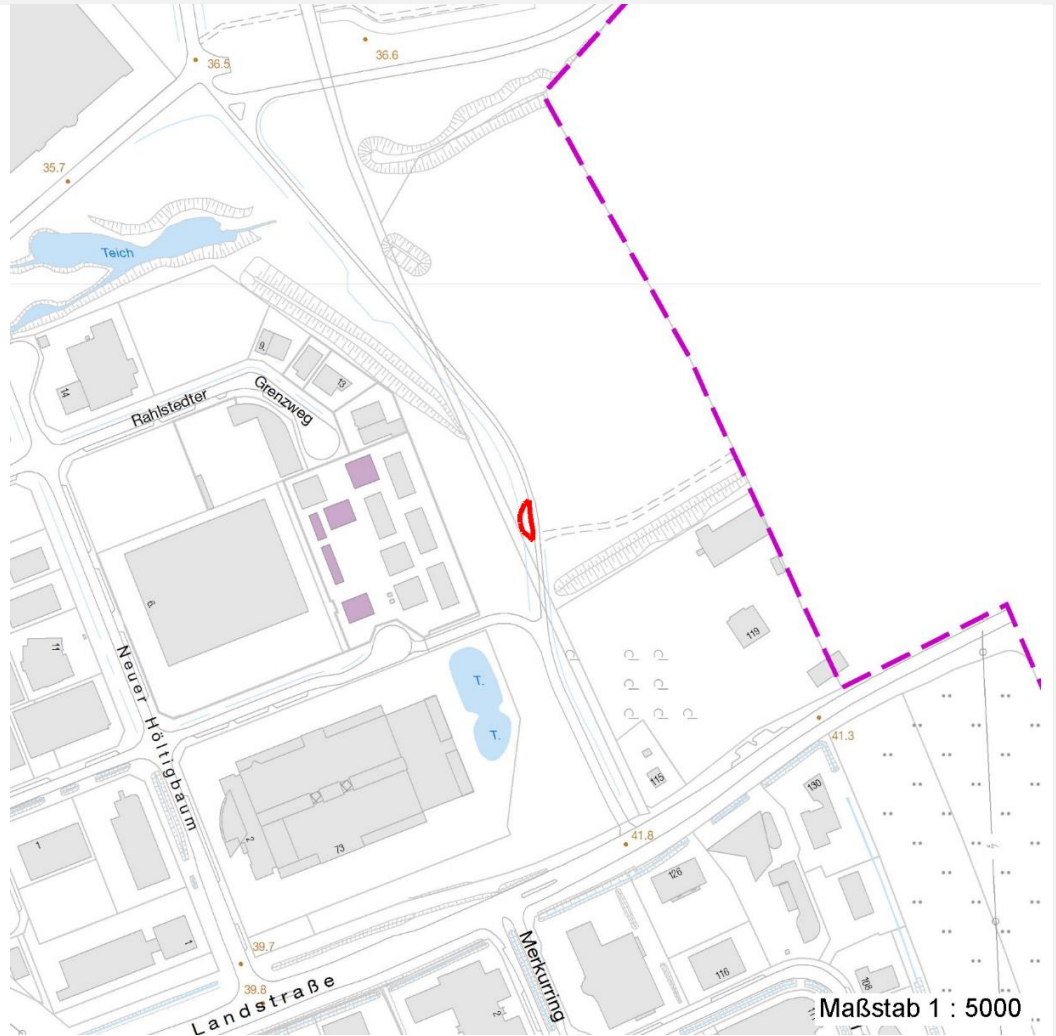 36.6
36.5
35.7
Teich
9.
13
14
Rahlstedter
Grenzweg
6.
11
119
Neuer Höltigbaum
T.
T.
41.3
115
130
41.8
2
73
1
126
1
39.7
Merkurring
116
108
39.8
Landstraße
2
Maßstab 1 : 5000